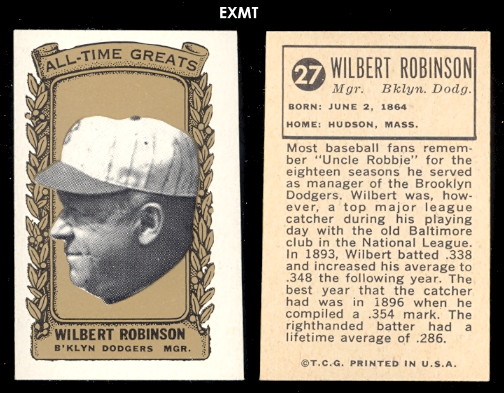 EXMT
ALL-TIME GREATS
WILBERT ROBINSON
B'KLYN DODGERS MGR.
27 WILBERT ROBINSON
Mgr. Bklyn. Dodg.
BORN: JUNE 2, 1864
HOME: HUDSON, MASS.
Most baseball fans remem-
ber "Uncle Robbie" for the
eighteen seasons he served
as manager of the Brooklyn
Dodgers. Wilbert was, how-
ever, a top major league
catcher during his playing
day with the old Baltimore
club in the National League.
In 1893, Wilbert batted .338
and increased his average to
.348 the following year. The
best year that the catcher
had was in 1896 when he
compiled a .354 mark. The
righthanded batter had a
lifetime average of .286.
©T.C.G. PRINTED IN U.S.A.